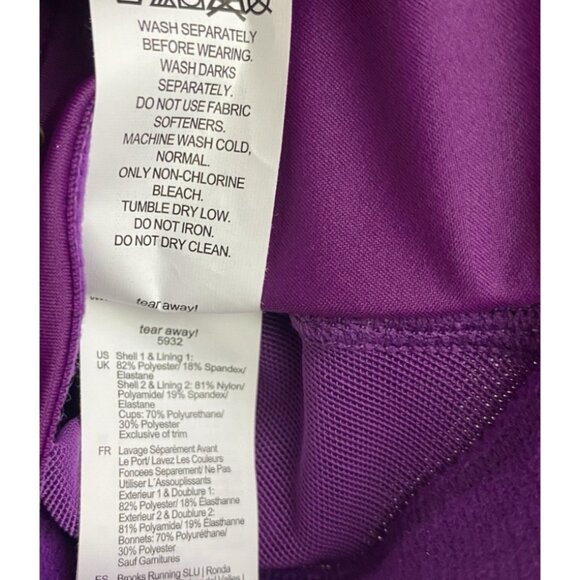 WASH SEPARATELY
BEFORE WEARING.
WASH DARKS
SEPARATELY.
DO NOT USE FABRIC
SOFTENERS.
MACHINE WASH COLD,
NORMAL.
ONLY NON-CHLORINE
BLEACH.
TUMBLE DRY LOW.
DO NOT IRON.
DO NOT DRY CLEAN.
tear away!
tear away!
5932
US Shell 1 & Lining 1:
UK 82% Polyester/ 18% Spandex/
Elastane
Shell 2 & Lining 2: 81% Nylon/
Polyamide/ 19% Spandex/
Elastane
Cups: 70% Polyurethane/
30% Polyester
Exclusive of trim
FR Lavage Séparément Avant
Le Port/ Lavez Les Couleurs
Foncees Separement/ Ne Pas
Utiliser L'Assouplissants
Exterieur 1 & Doublure 1:
82% Polyester/ 18% Élasthanne
Exterieur 2 & Doublure 2:
81% Polyamide/ 19% Élasthanne
Bonnets: 70% Polyuréthane/
30% Polyester
Sauf Garnitures
ES Brooks Running SLU | Ronda